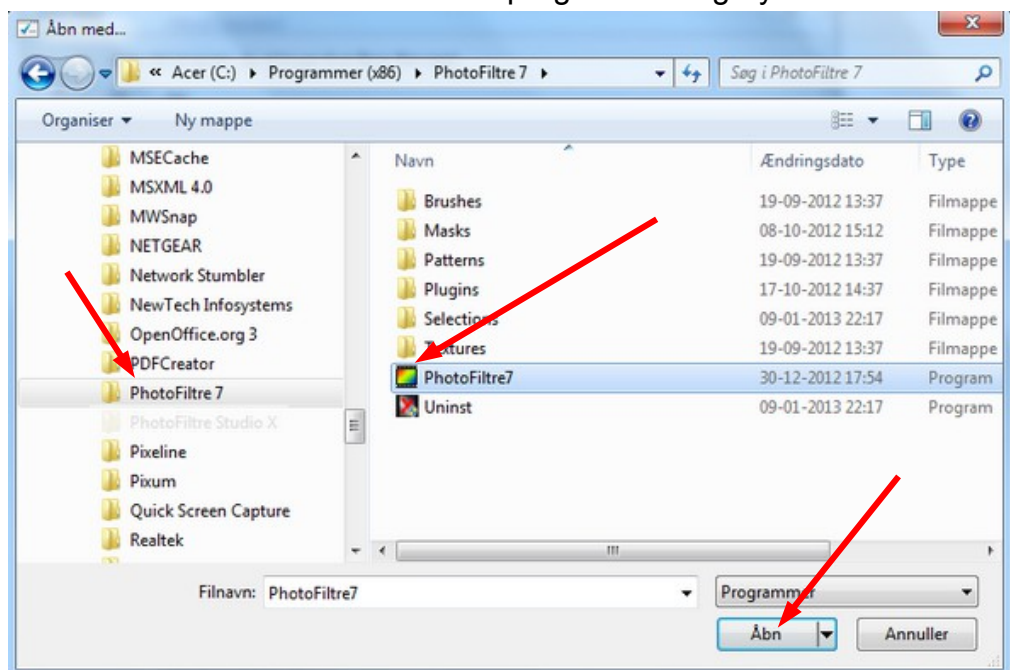 Åbn med...
« Acer (C:) ▸ Programmer (x86) ▸ PhotoFiltre 7 ▸ Søg i PhotoFiltre 7
Organiser Ny mappe
MSECache
MSXML 4.0
MWSnap
NETGEAR
Network Stumbler
NewTech Infosystems
OpenOffice.org 3
PDFCreator
PhotoFiltre 7
PhotoFiltre Studio X
Pixeline
Pixum
Quick Screen Capture
Realtek
Navn Ændringsdato Type
Brushes 19-09-2012 13:37 Filmappe
Masks 08-10-2012 15:12 Filmappe
Patterns 19-09-2012 13:37 Filmappe
Plugins 17-10-2012 14:37 Filmappe
Selections 09-01-2013 22:17 Filmappe
Textures 19-09-2012 13:37 Filmappe
PhotoFiltre7 30-12-2012 17:54 Program
Uninst 09-01-2013 22:17 Program
Filnavn: PhotoFiltre7 Programmer
Åbn Annuller